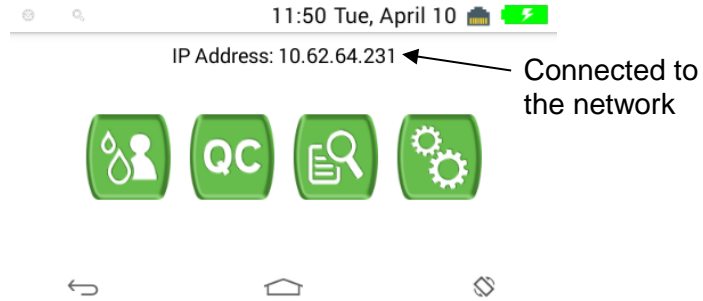 11:50 Tue, April 10
IP Address: 10.62.64.231
Connected to
the network
QC